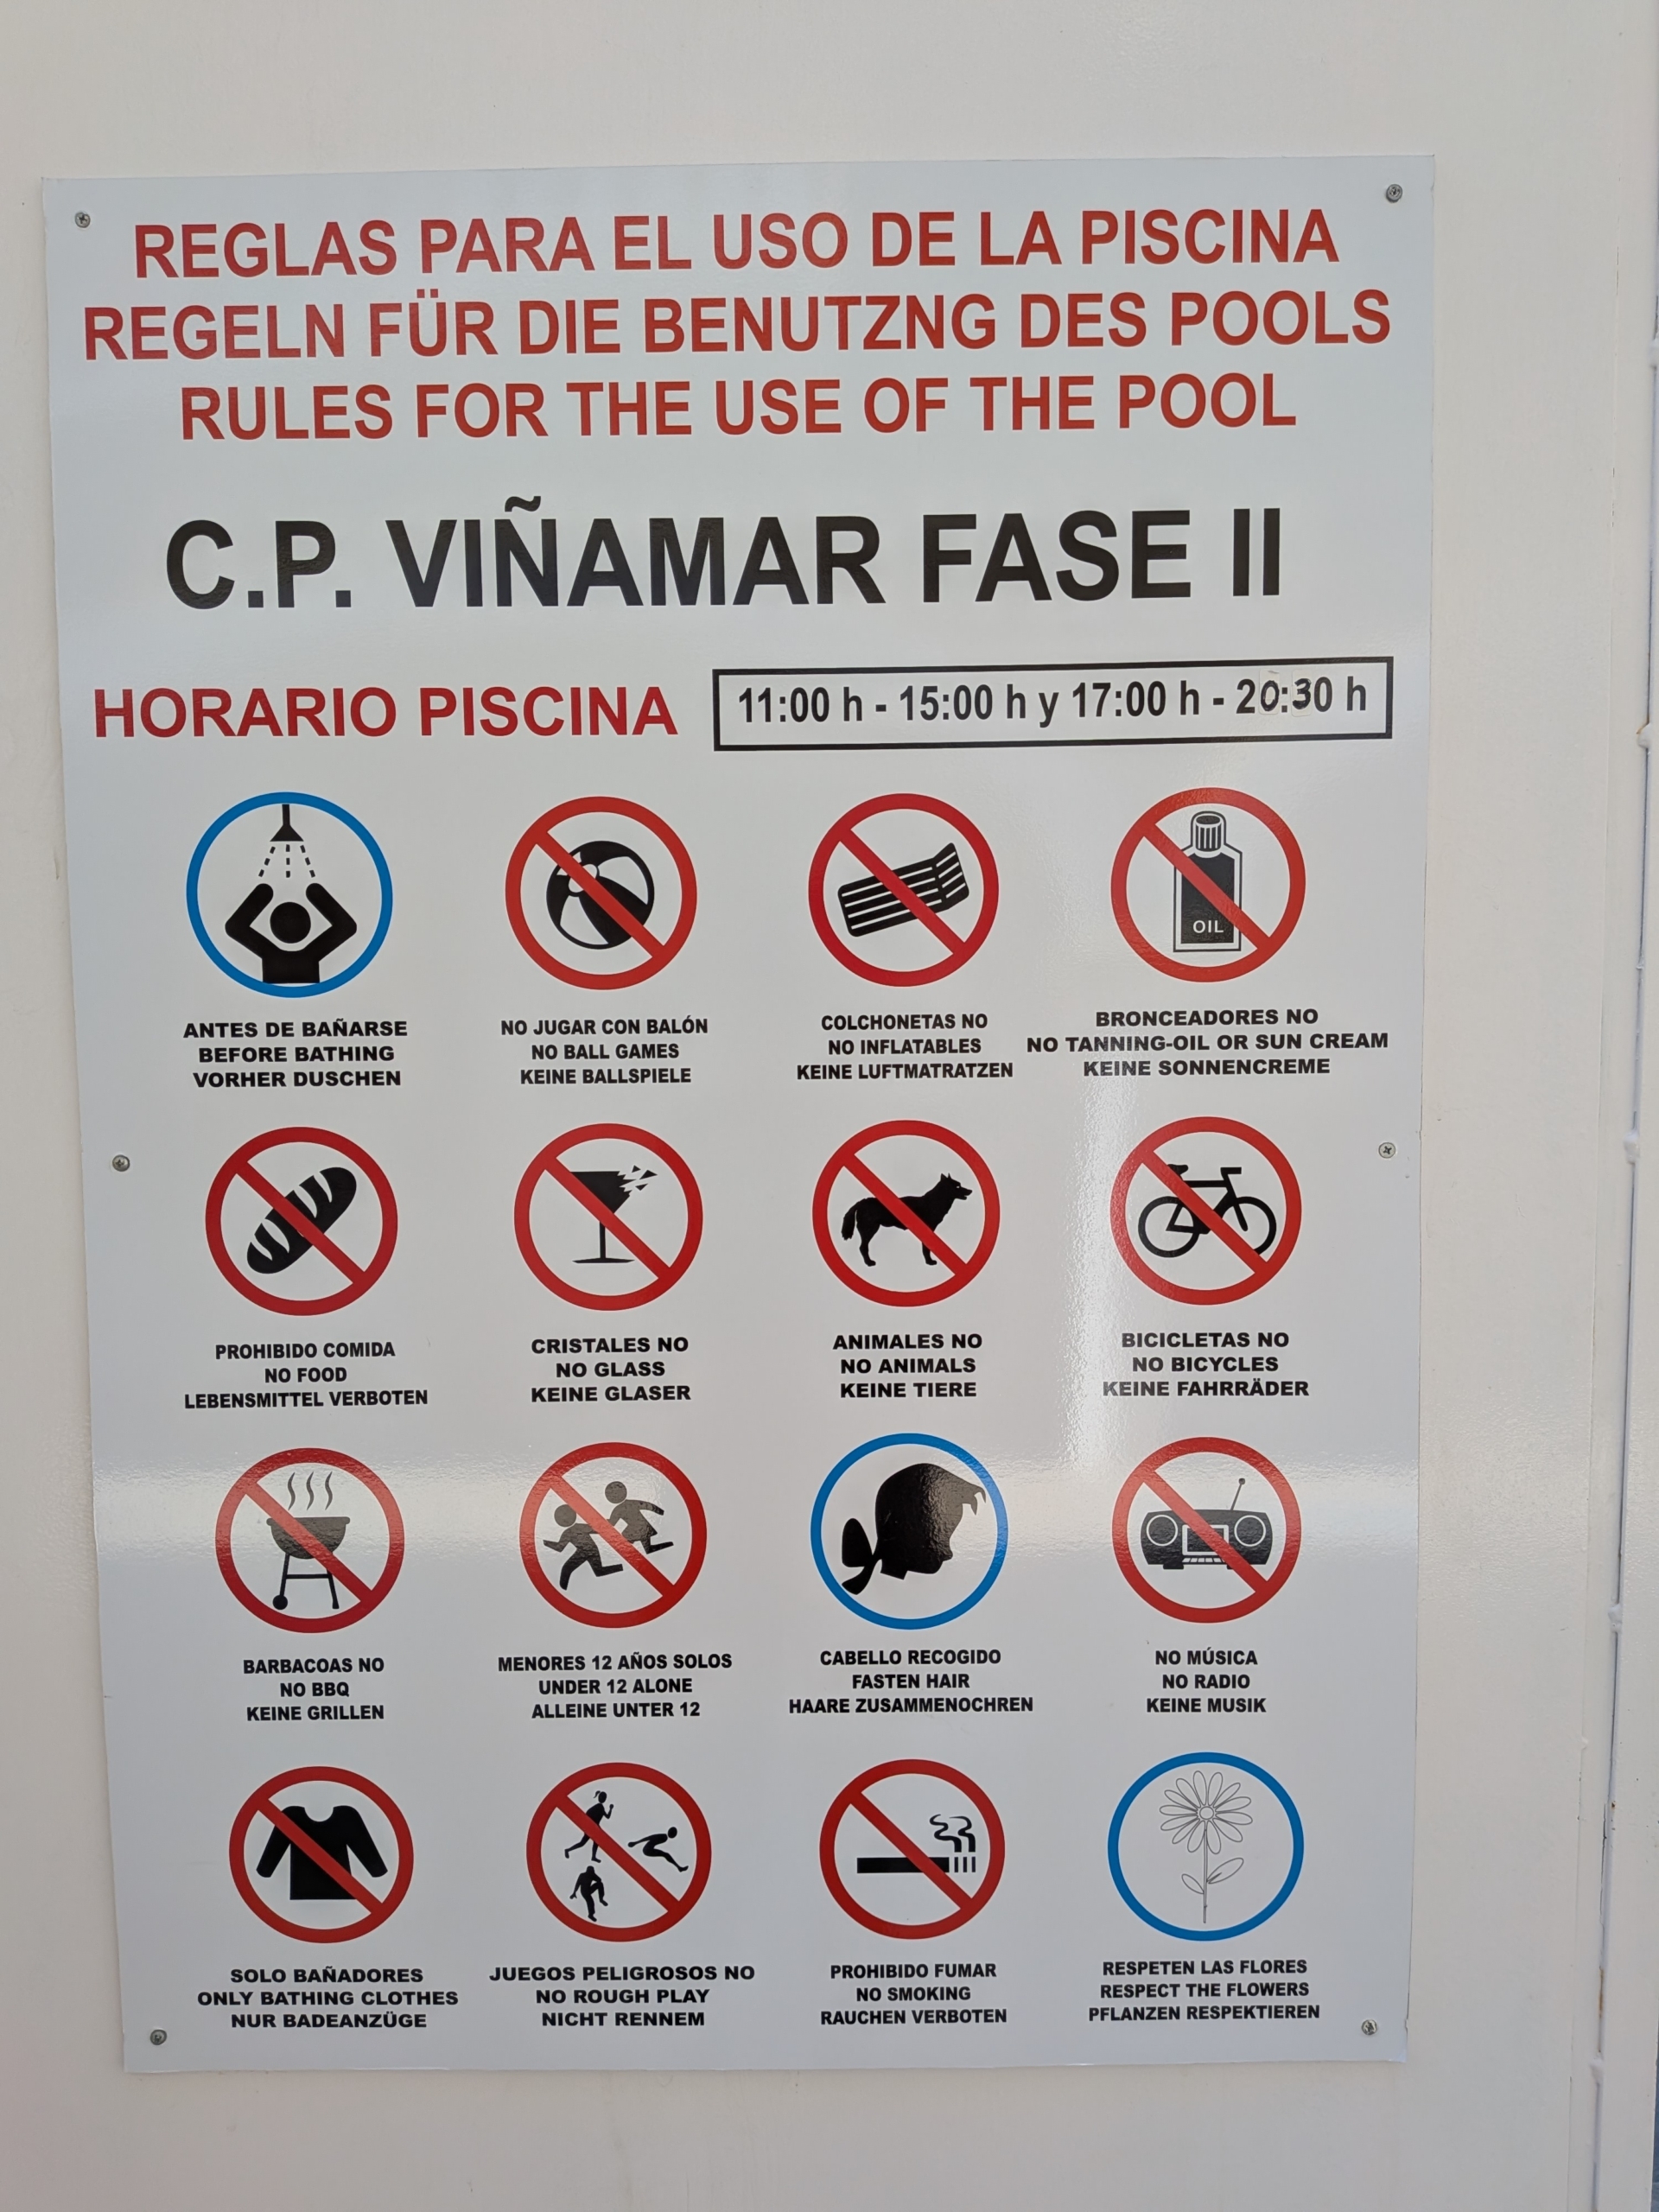 REGLAS PARA EL USO DE LA PISCINA
REGELN FÜR DIE BENUTZNG DES POOLS
RULES FOR THE USE OF THE POOL
C.P. VIÑAMAR FASE II
HORARIO PISCINA
11:00 h - 15:00 h y 17:00 h - 20:30 h
ANTES DE BAÑARSE
BEFORE BATHING
VORHER DUSCHEN
NO JUGAR CON BALÓN
NO BALL GAMES
KEINE BALLSPIELE
COLCHONETAS NO
NO INFLATABLES
KEINE LUFTMATRATZEN
OIL
BRONCEADORES NO
NO TANNING-OIL OR SUN CREAM
KEINE SONNENCREME
PROHIBIDO COMIDA
NO FOOD
LEBENSMITTEL VERBOTEN
CRISTALES NO
NO GLASS
KEINE GLASER
ANIMALES NO
NO ANIMALS
KEINE TIERE
BICICLETAS NO
NO BICYCLES
KEINE FAHRRÄDER
BARBACOAS NO
NO BBQ
KEINE GRILLEN
MENORES 12 AÑOS SOLOS
UNDER 12 ALONE
ALLEINE UNTER 12
CABELLO RECOGIDO
FASTEN HAIR
HAARE ZUSAMMENOCHREN
NO MÚSICA
NO RADIO
KEINE MUSIK
SOLO BAÑADORES
ONLY BATHING CLOTHES
NUR BADEANZÜGE
JUEGOS PELIGROSOS NO
NO ROUGH PLAY
NICHT RENNEM
PROHIBIDO FUMAR
NO SMOKING
RAUCHEN VERBOTEN
RESPETEN LAS FLORES
RESPECT THE FLOWERS
PFLANZEN RESPEKTIEREN